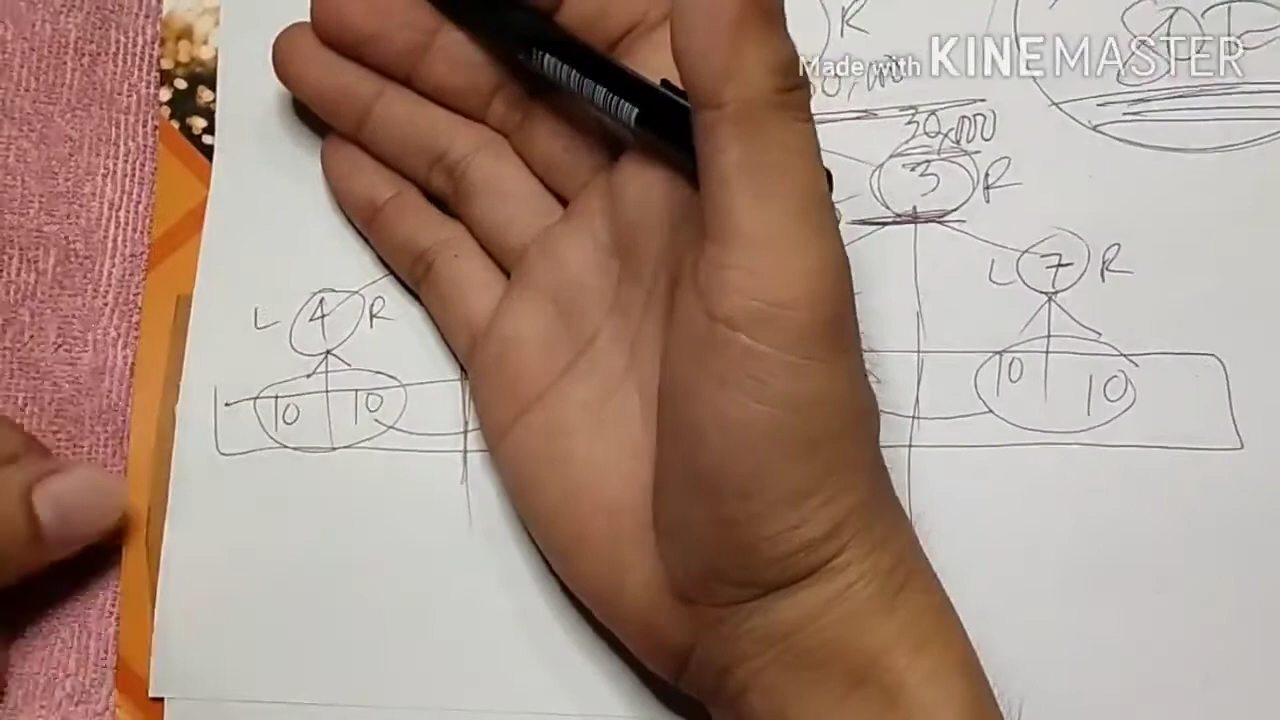 R
Made with KINEMASTER
30,000
3 R
L 7 R
L 4 R
10 10
10 10